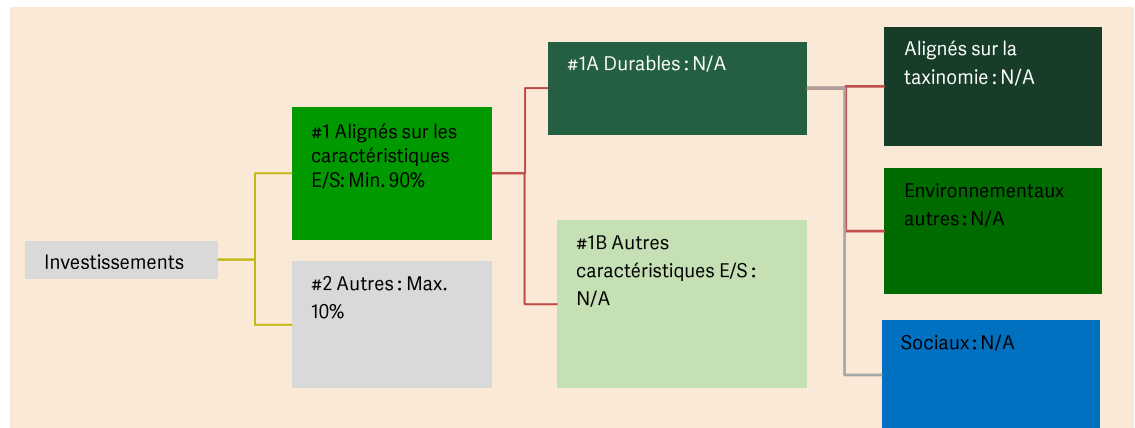 Investissements
#1 Alignés sur les
caractéristiques
E/S: Min. 90%
#2 Autres : Max.
10%
#1A Durables : N/A
#1B Autres
caractéristiques E/S :
N/A
Alignés sur la
taxinomie : N/A
Environnementaux
autres : N/A
Sociaux : N/A